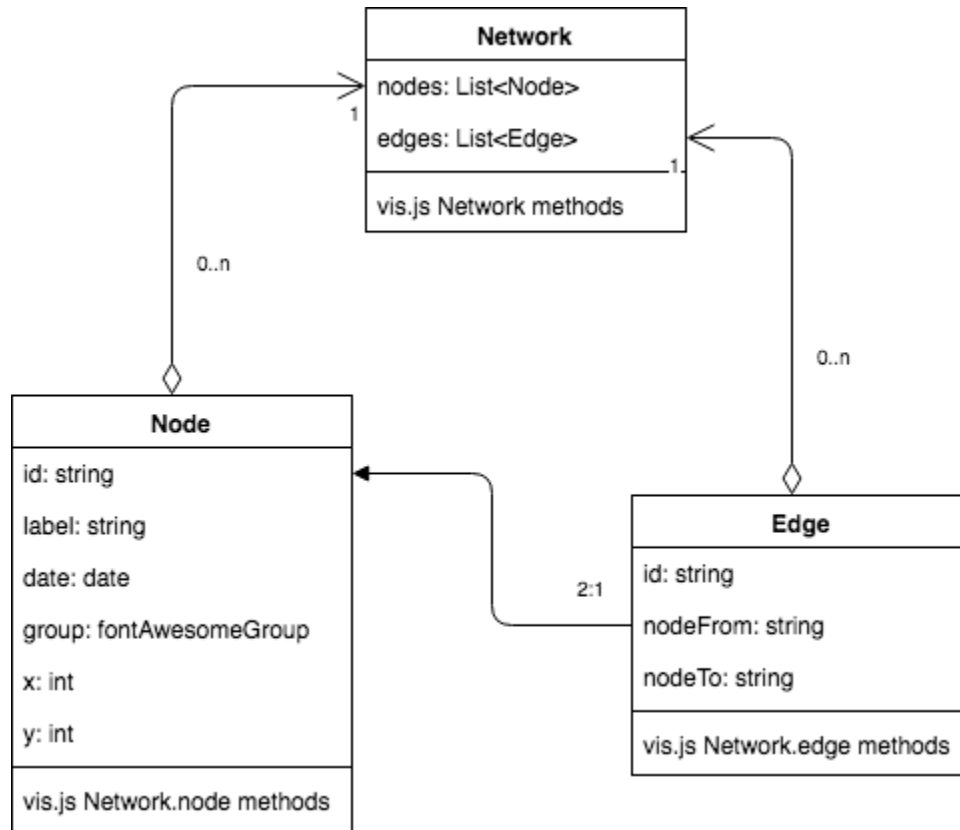 Network
nodes: List<Node>
edges: List<Edge>
vis.js Network methods
1
1
0..n
0..n
Node
id: string
label: string
date: date
group: fontAwesomeGroup
x: int
y: int
vis.js Network.node methods
2:1
Edge
id: string
nodeFrom: string
nodeTo: string
vis.js Network.edge methods